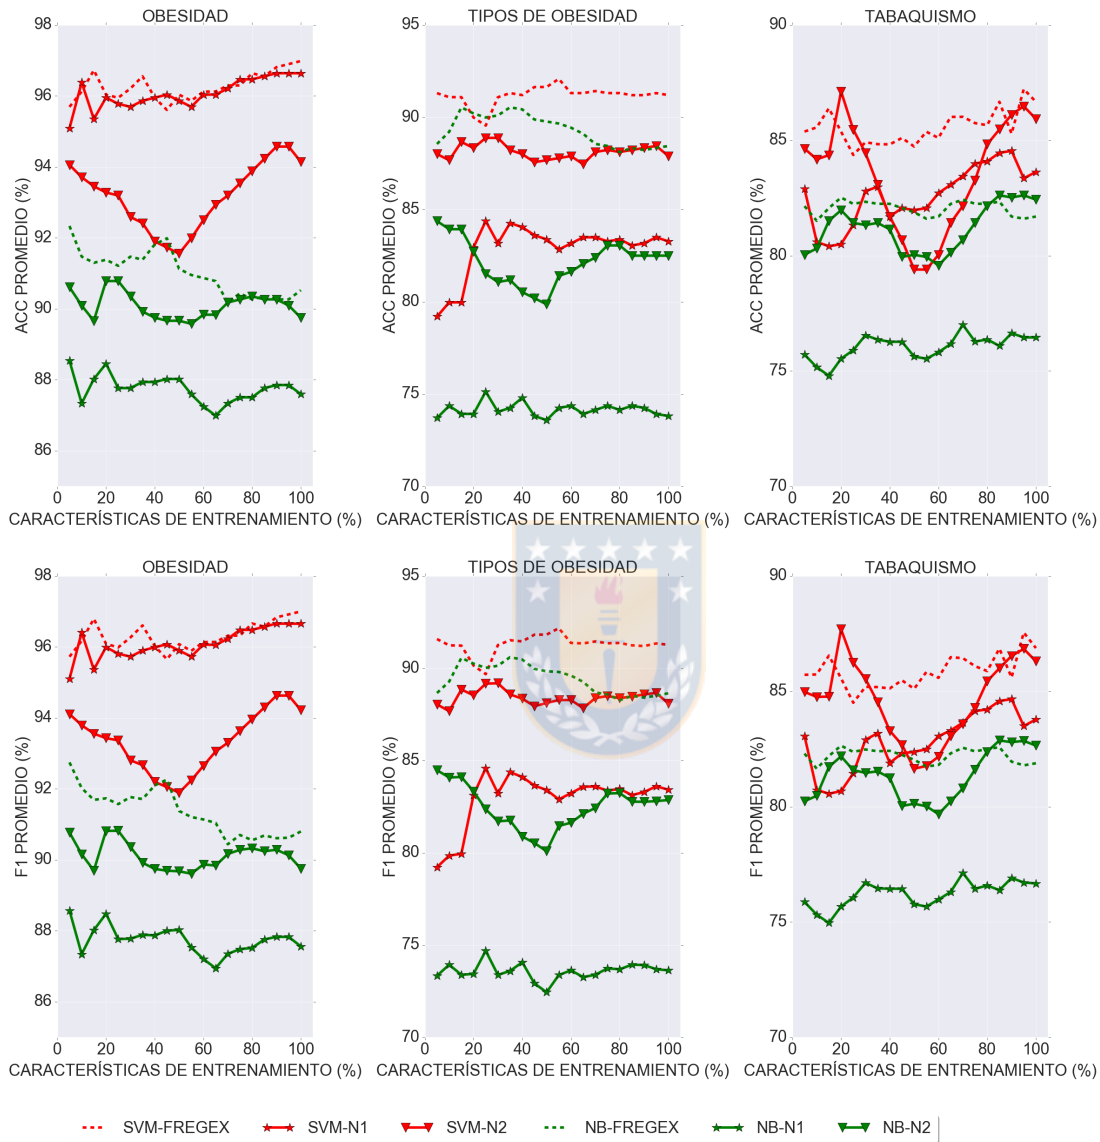 OBESIDAD
98
96
94
92
90
88
86
ACC PROMEDIO (%)
0 20 40 60 80 100
CARACTERÍSTICAS DE ENTRENAMIENTO (%)
TIPOS DE OBESIDAD
95
90
85
80
75
70
ACC PROMEDIO (%)
0 20 40 60 80 100
CARACTERÍSTICAS DE ENTRENAMIENTO (%)
TABAQUISMO
90
85
80
75
70
ACC PROMEDIO (%)
0 20 40 60 80 100
CARACTERÍSTICAS DE ENTRENAMIENTO (%)
OBESIDAD
98
96
94
92
90
88
86
F1 PROMEDIO (%)
0 20 40 60 80 100
CARACTERÍSTICAS DE ENTRENAMIENTO (%)
TIPOS DE OBESIDAD
95
90
85
80
75
70
F1 PROMEDIO (%)
0 20 40 60 80 100
CARACTERÍSTICAS DE ENTRENAMIENTO (%)
TABAQUISMO
90
85
80
75
70
F1 PROMEDIO (%)
0 20 40 60 80 100
CARACTERÍSTICAS DE ENTRENAMIENTO (%)
SVM-FREGEX SVM-N1 SVM-N2 NB-FREGEX NB-N1 NB-N2